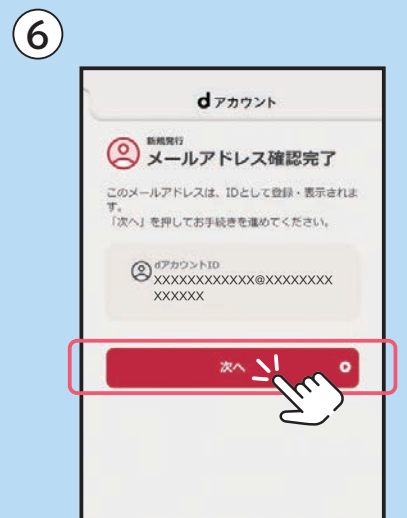 ⑥
dアカウント
新規発行
メールアドレス確認完了
このメールアドレスは、IDとして登録・表示されま
す。
「次へ」を押してお手続きを進めてください。
dアカウントID
XXXXXXXXXXXX@XXXXXXXX
XXXXXX
次へ